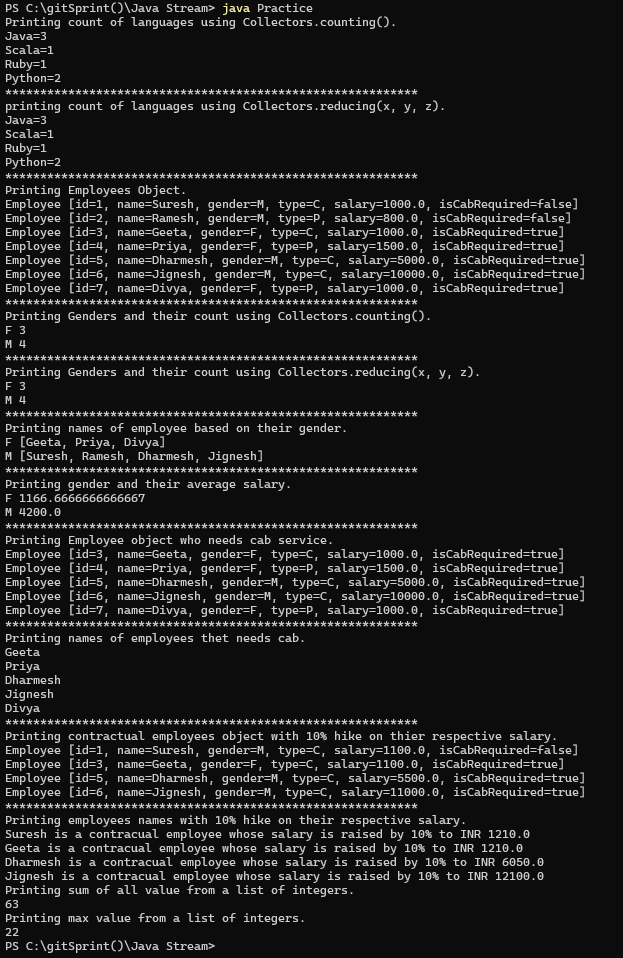 PS C:\gitSprint()\Java Stream> java Practice
Printing count of languages using Collectors.counting().
Java=3
Scala=1
Ruby=1
Python=2
***********************************************************
printing count of languages using Collectors.reducing(x, y, z).
Java=3
Scala=1
Ruby=1
Python=2
***********************************************************
Printing Employees Object.
Employee [id=1, name=Suresh, gender=M, type=C, salary=1000.0, isCabRequired=false]
Employee [id=2, name=Ramesh, gender=M, type=P, salary=800.0, isCabRequired=false]
Employee [id=3, name=Geeta, gender=F, type=C, salary=1000.0, isCabRequired=true]
Employee [id=4, name=Priya, gender=F, type=P, salary=1500.0, isCabRequired=true]
Employee [id=5, name=Dharmesh, gender=M, type=C, salary=5000.0, isCabRequired=true]
Employee [id=6, name=Jignesh, gender=M, type=C, salary=10000.0, isCabRequired=true]
Employee [id=7, name=Divya, gender=F, type=P, salary=1000.0, isCabRequired=true]
***********************************************************
Printing Genders and their count using Collectors.counting().
F 3
M 4
***********************************************************
Printing Genders and their count using Collectors.reducing(x, y, z).
F 3
M 4
***********************************************************
Printing names of employee based on their gender.
F [Geeta, Priya, Divya]
M [Suresh, Ramesh, Dharmesh, Jignesh]
***********************************************************
Printing gender and their average salary.
F 1166.6666666666667
M 4200.0
***********************************************************
Printing Employee object who needs cab service.
Employee [id=3, name=Geeta, gender=F, type=C, salary=1000.0, isCabRequired=true]
Employee [id=4, name=Priya, gender=F, type=P, salary=1500.0, isCabRequired=true]
Employee [id=5, name=Dharmesh, gender=M, type=C, salary=5000.0, isCabRequired=true]
Employee [id=6, name=Jignesh, gender=M, type=C, salary=10000.0, isCabRequired=true]
Employee [id=7, name=Divya, gender=F, type=P, salary=1000.0, isCabRequired=true]
***********************************************************
Printing names of employees thet needs cab.
Geeta
Priya
Dharmesh
Jignesh
Divya
***********************************************************
Printing contractual employees object with 10% hike on thier respective salary.
Employee [id=1, name=Suresh, gender=M, type=C, salary=1100.0, isCabRequired=false]
Employee [id=3, name=Geeta, gender=F, type=C, salary=1100.0, isCabRequired=true]
Employee [id=5, name=Dharmesh, gender=M, type=C, salary=5500.0, isCabRequired=true]
Employee [id=6, name=Jignesh, gender=M, type=C, salary=11000.0, isCabRequired=true]
***********************************************************
Printing employees names with 10% hike on their respective salary.
Suresh is a contracual employee whose salary is raised by 10% to INR 1210.0
Geeta is a contracual employee whose salary is raised by 10% to INR 1210.0
Dharmesh is a contracual employee whose salary is raised by 10% to INR 6050.0
Jignesh is a contracual employee whose salary is raised by 10% to INR 12100.0
Printing sum of all value from a list of integers.
63
Printing max value from a list of integers.
22
PS C:\gitSprint()\Java Stream>